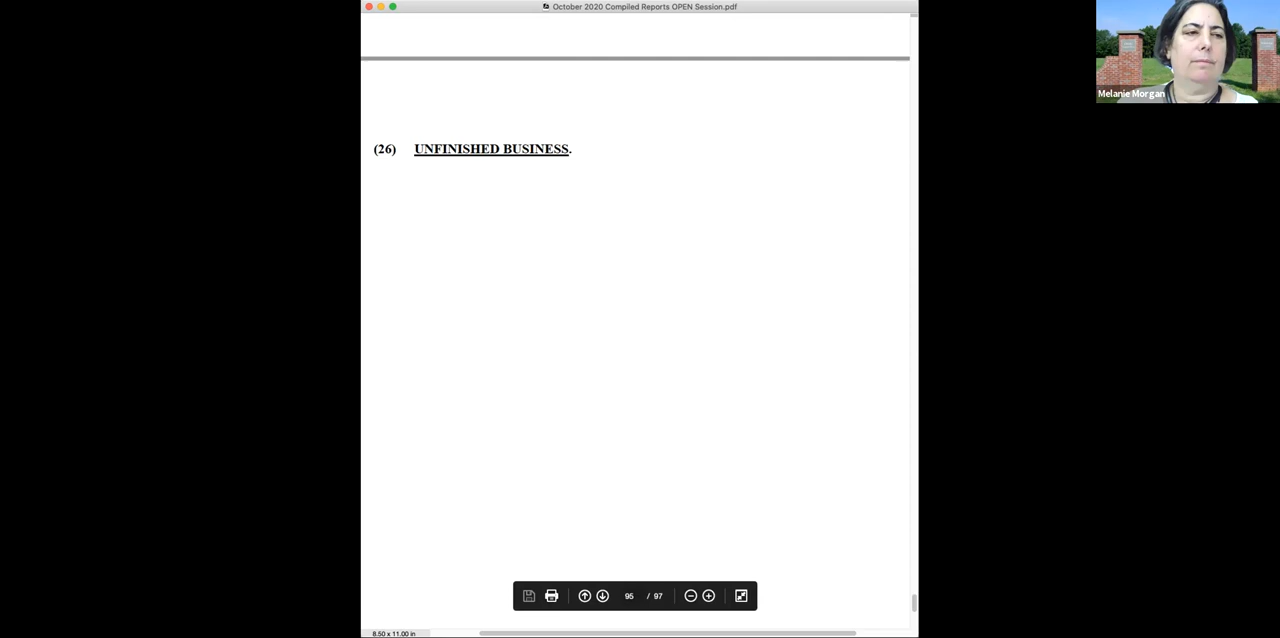 October 2020 Compiled Reports OPEN Session.pdf
Melanie Morgan
(26) UNFINISHED BUSINESS.
95 / 97
8.50 x 11.00 in